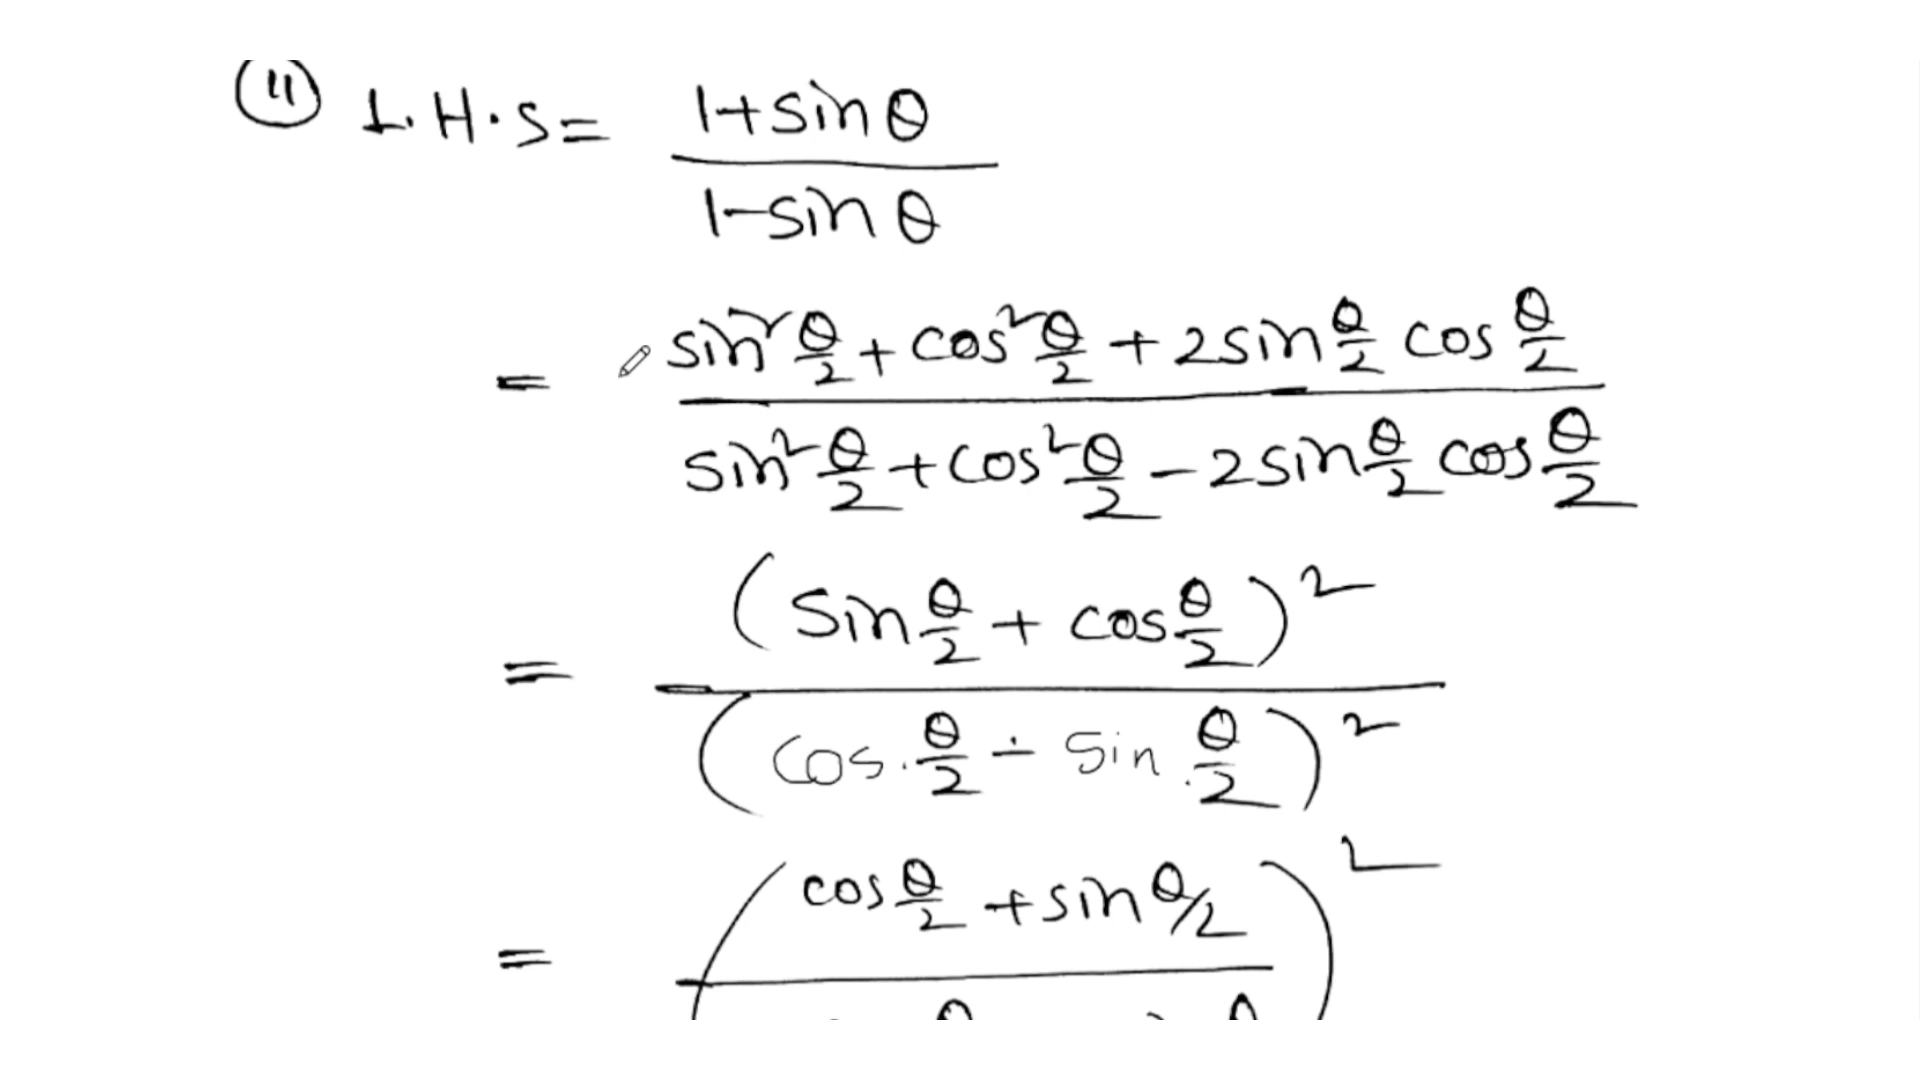 (11) L.H.S = (1+sinθ)/(1-sinθ)
= (sin²θ/2 + cos²θ/2 + 2sinθ/2 cosθ/2)/(sin²θ/2 + cos²θ/2 - 2sinθ/2 cosθ/2)
= (sinθ/2 + cosθ/2)²/(cos.θ/2 - sin.θ/2)²
= (cosθ/2 + sinθ/2
)²